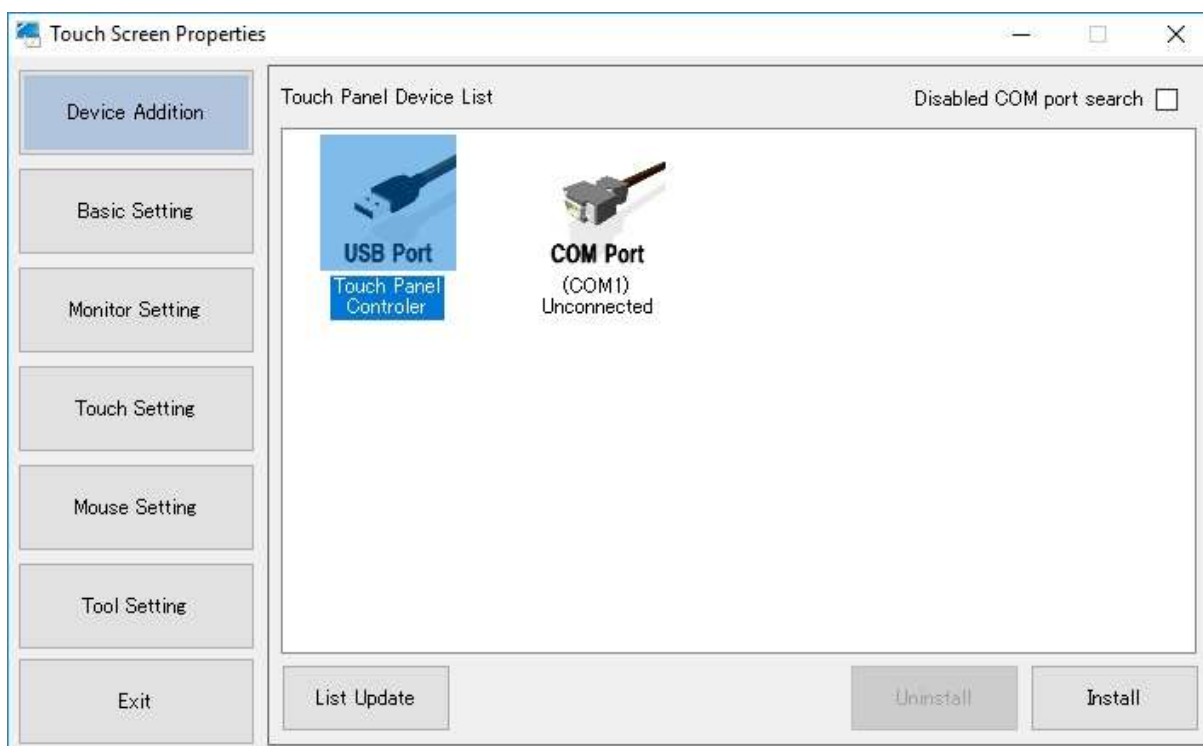 Touch Screen Properties
Device Addition
Basic Setting
Monitor Setting
Touch Setting
Mouse Setting
Tool Setting
Exit
Touch Panel Device List
Disabled COM port search
USB Port
Touch Panel
Controler
COM Port
(COM1)
Unconnected
List Update
Uninstall
Install